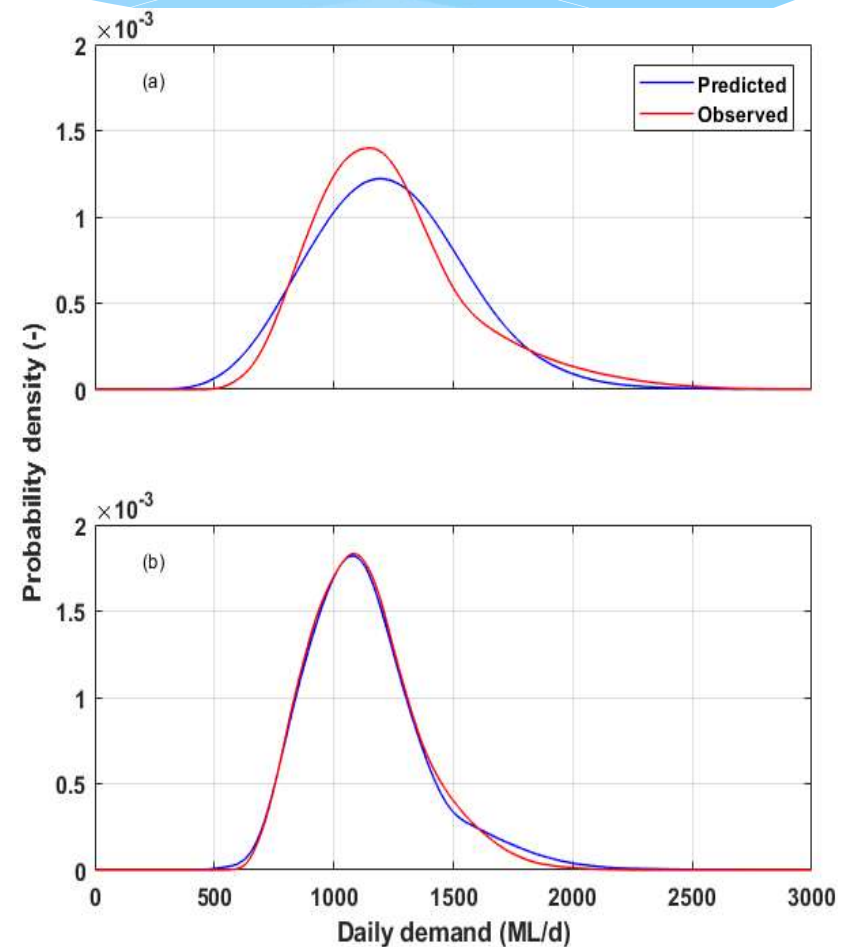 ×10-3
2
(a)
Predicted
Observed
1.5
1
0.5
0
Probability density (-)
×10-3
2
(b)
1.5
1
0.5
0
0 500 1000 1500 2000 2500 3000
Daily demand (ML/d)